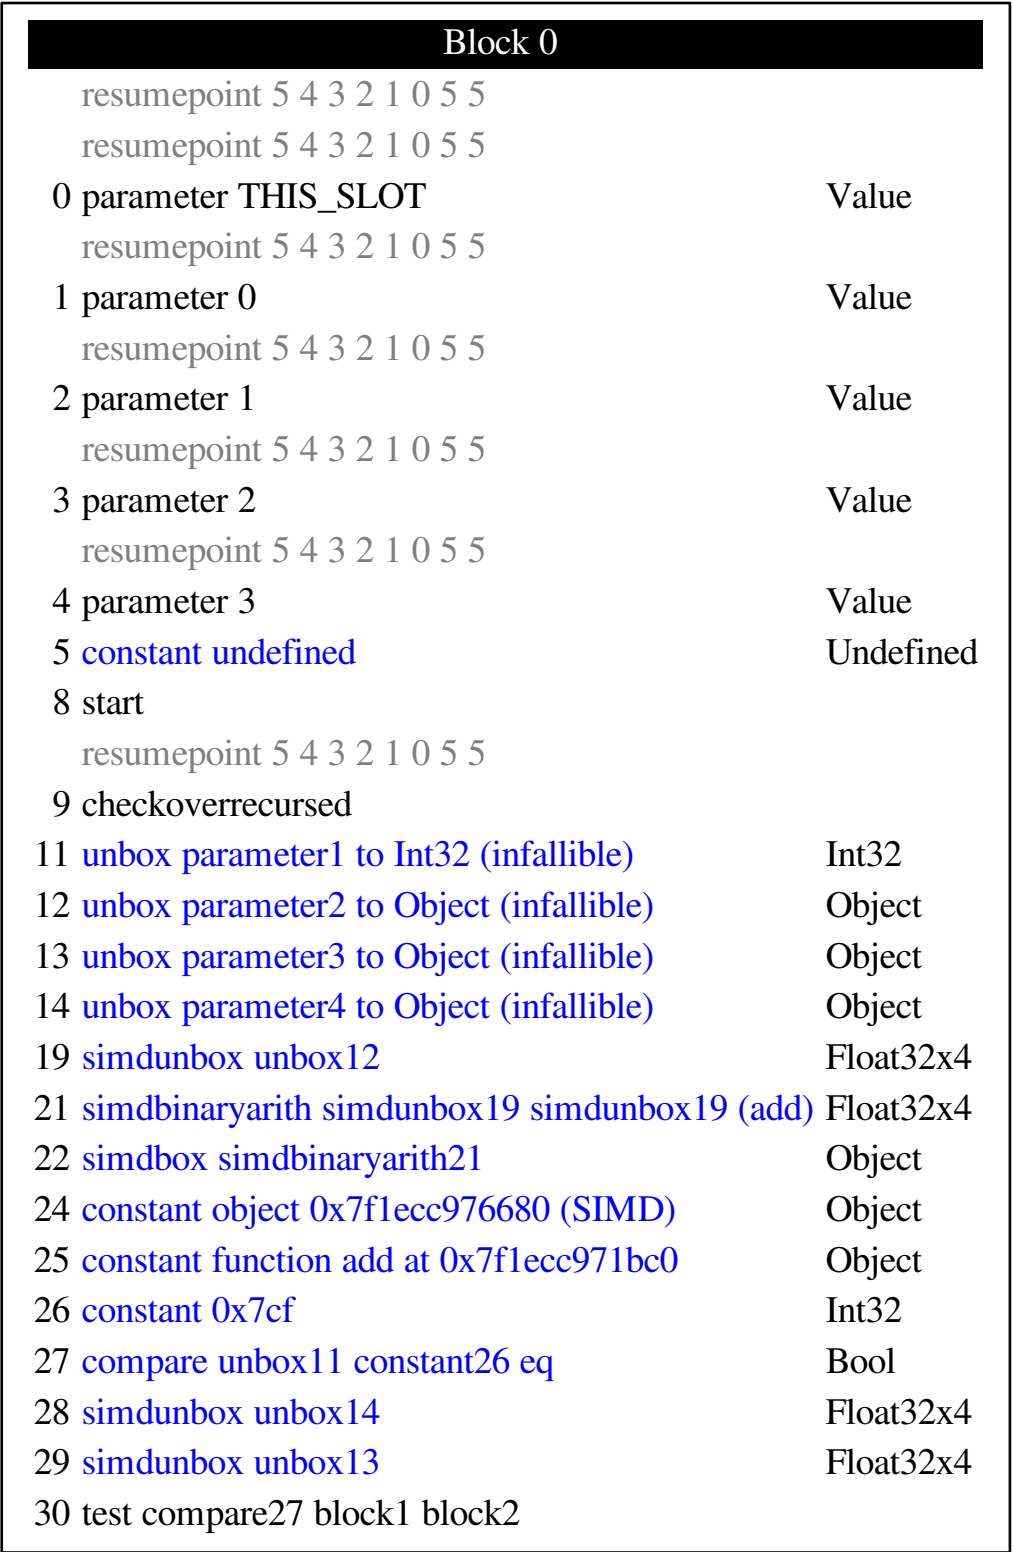 Block 0
resumepoint 5 4 3 2 1 0 5 5
resumepoint 5 4 3 2 1 0 5 5
0 parameter THIS_SLOT Value
resumepoint 5 4 3 2 1 0 5 5
1 parameter 0 Value
resumepoint 5 4 3 2 1 0 5 5
2 parameter 1 Value
resumepoint 5 4 3 2 1 0 5 5
3 parameter 2 Value
resumepoint 5 4 3 2 1 0 5 5
4 parameter 3 Value
5 constant undefined Undefined
8 start
resumepoint 5 4 3 2 1 0 5 5
9 checkoverrecursed
11 unbox parameter1 to Int32 (infallible) Int32
12 unbox parameter2 to Object (infallible) Object
13 unbox parameter3 to Object (infallible) Object
14 unbox parameter4 to Object (infallible) Object
19 simdunbox unbox12 Float32x4
21 simdbinaryarith simdunbox19 simdunbox19 (add) Float32x4
22 simdbox simdbinaryarith21 Object
24 constant object 0x7f1ecc976680 (SIMD) Object
25 constant function add at 0x7f1ecc971bc0 Object
26 constant 0x7cf Int32
27 compare unbox11 constant26 eq Bool
28 simdunbox unbox14 Float32x4
29 simdunbox unbox13 Float32x4
30 test compare27 block1 block2